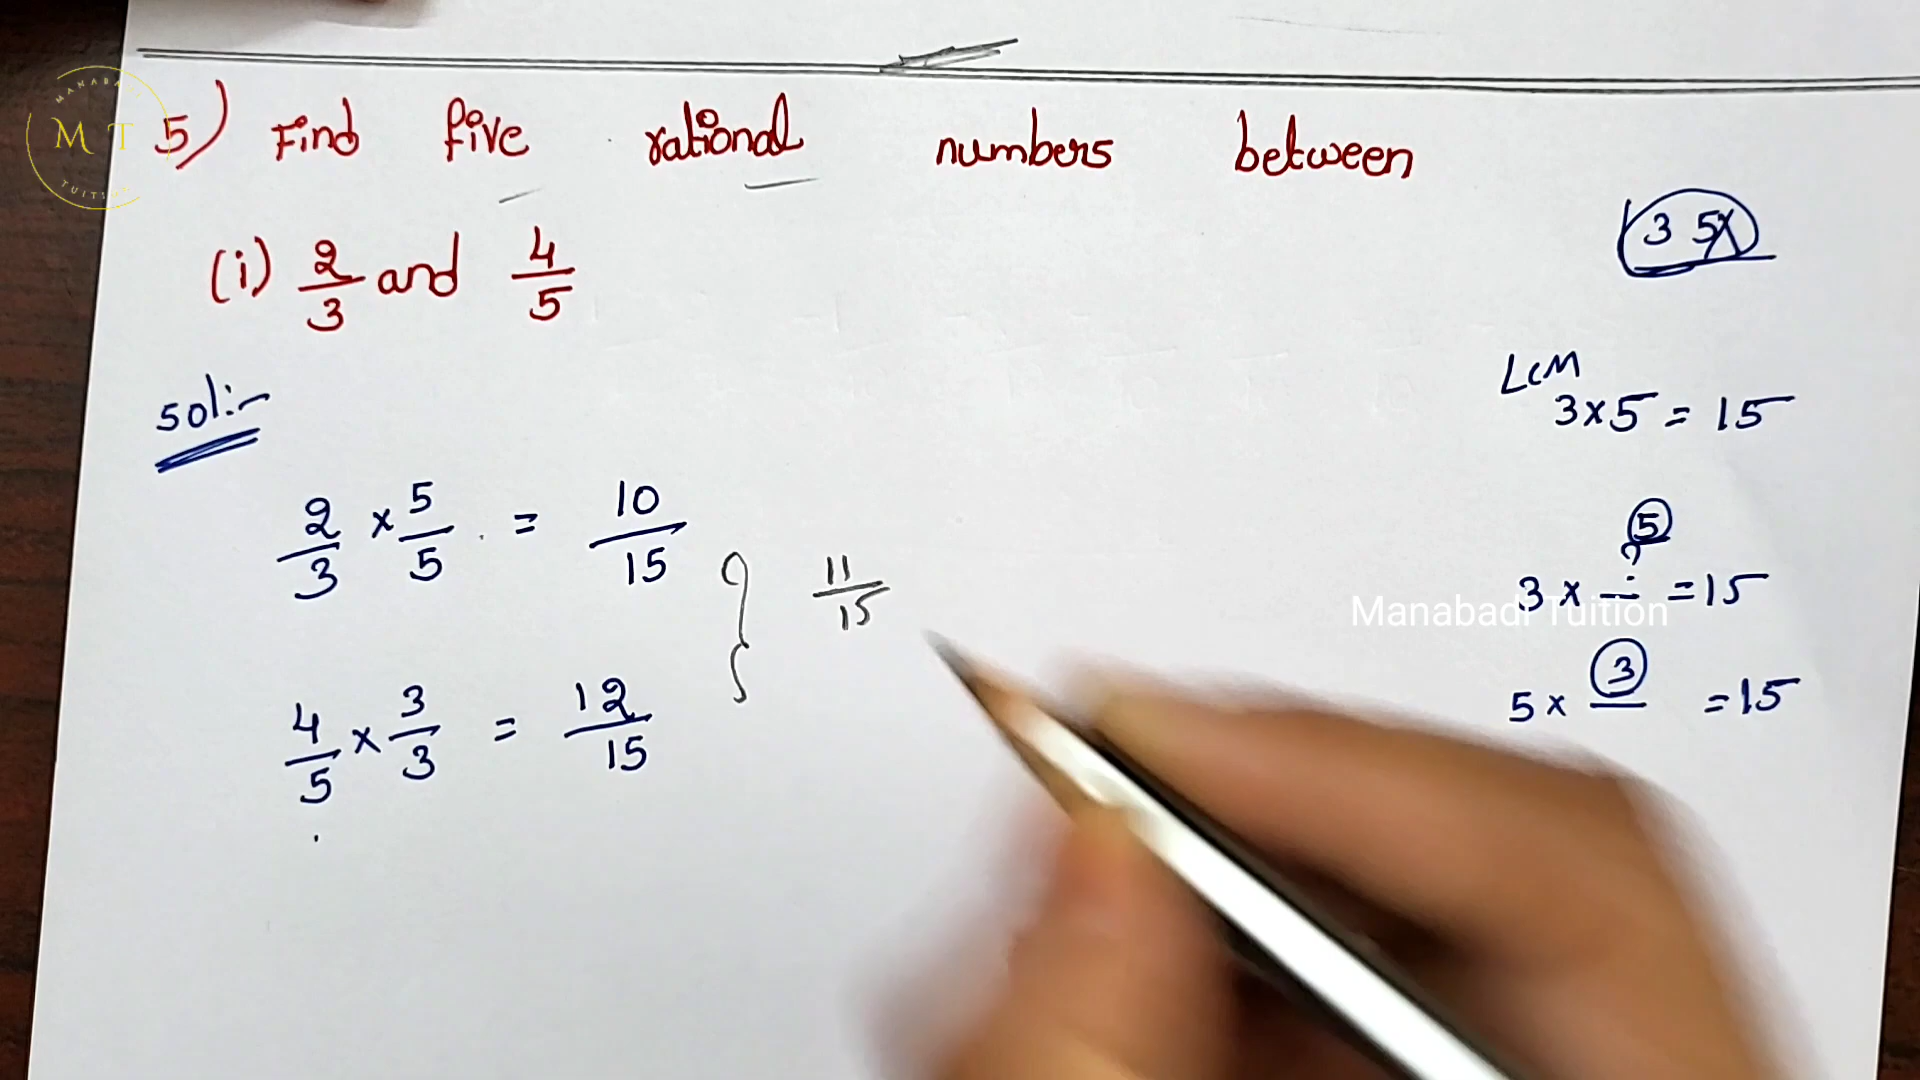 MANABADI
M T
TUITION
5) Find five rational numbers between
(i) 2/3 and 4/5
3 5
Sol:-
LCM
3 × 5 = 15
2/3 × 5/5 = 10/15
11/15
5
?
3 × _ = 15
Manabadi Tuition
3
5 × _ = 15
4/5 × 3/3 = 12/15